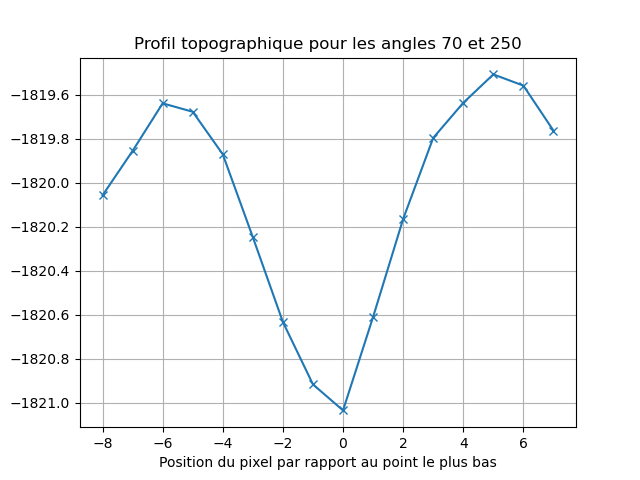 Profil topographique pour les angles 70 et 250
−1819.6
−1819.8
−1820.0
−1820.2
−1820.4
−1820.6
−1820.8
−1821.0
−8 −6 −4 −2 0 2 4 6
Position du pixel par rapport au point le plus bas